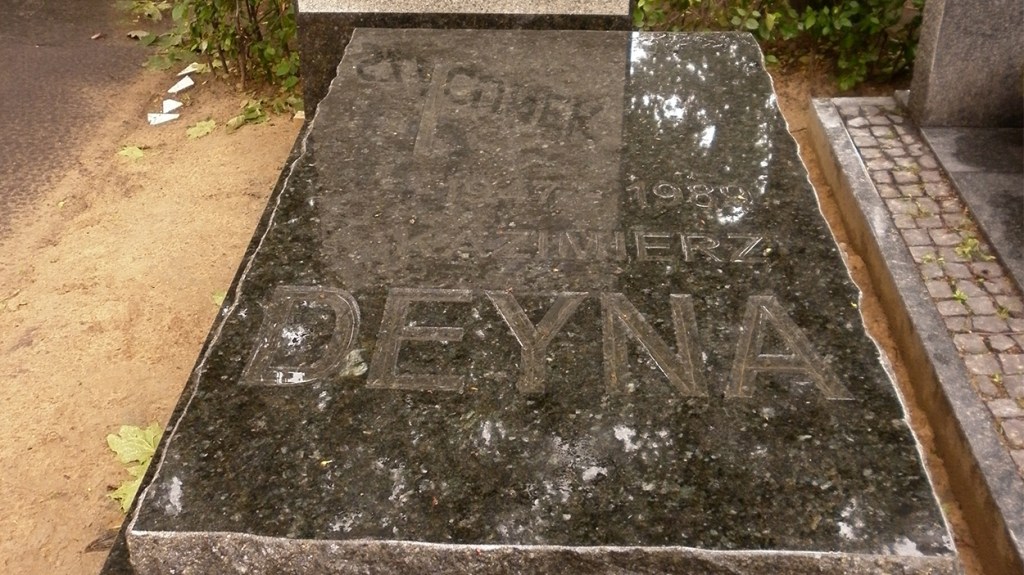 1947 1989
KAZIMIERZ
DEYNA